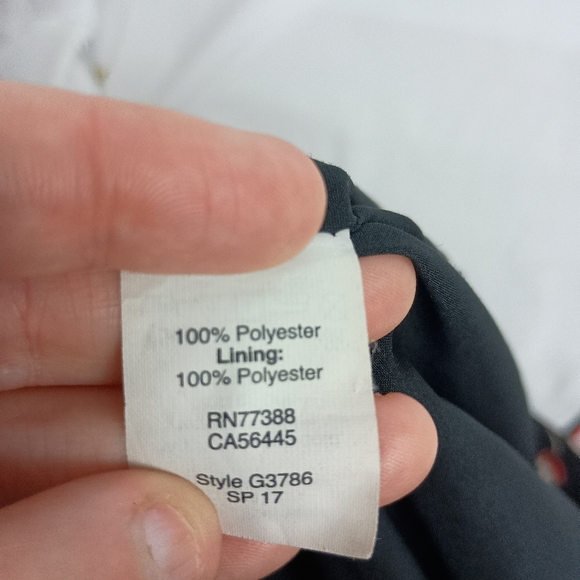 100% Polyester
Lining:
100% Polyester
RN77388
CA56445
Style G3786
SP 17